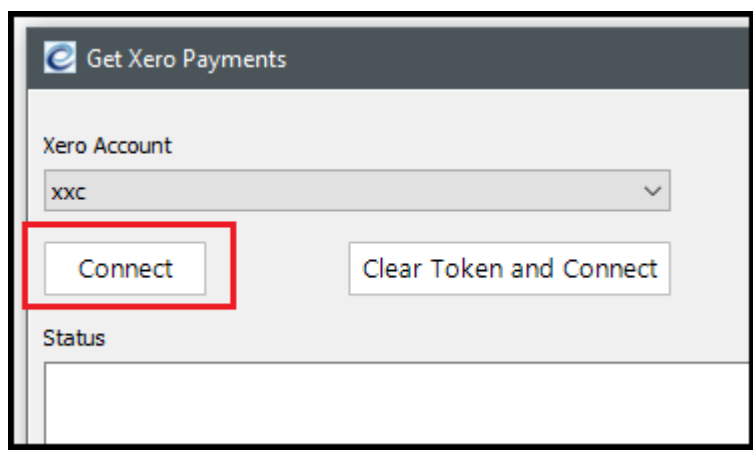 Get Xero Payments
Xero Account
xxc
Connect Clear Token and Connect
Status